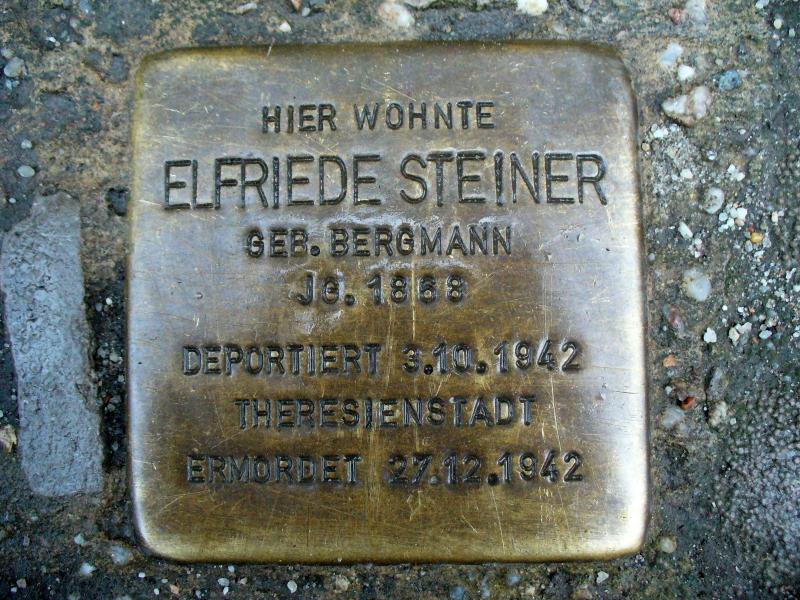 HIER WOHNTE
ELFRIEDE STEINER
GEB. BERGMANN
JG. 1868
DEPORTIERT 3.10.1942
THERESIENSTADT
ERMORDET 27.12.1942